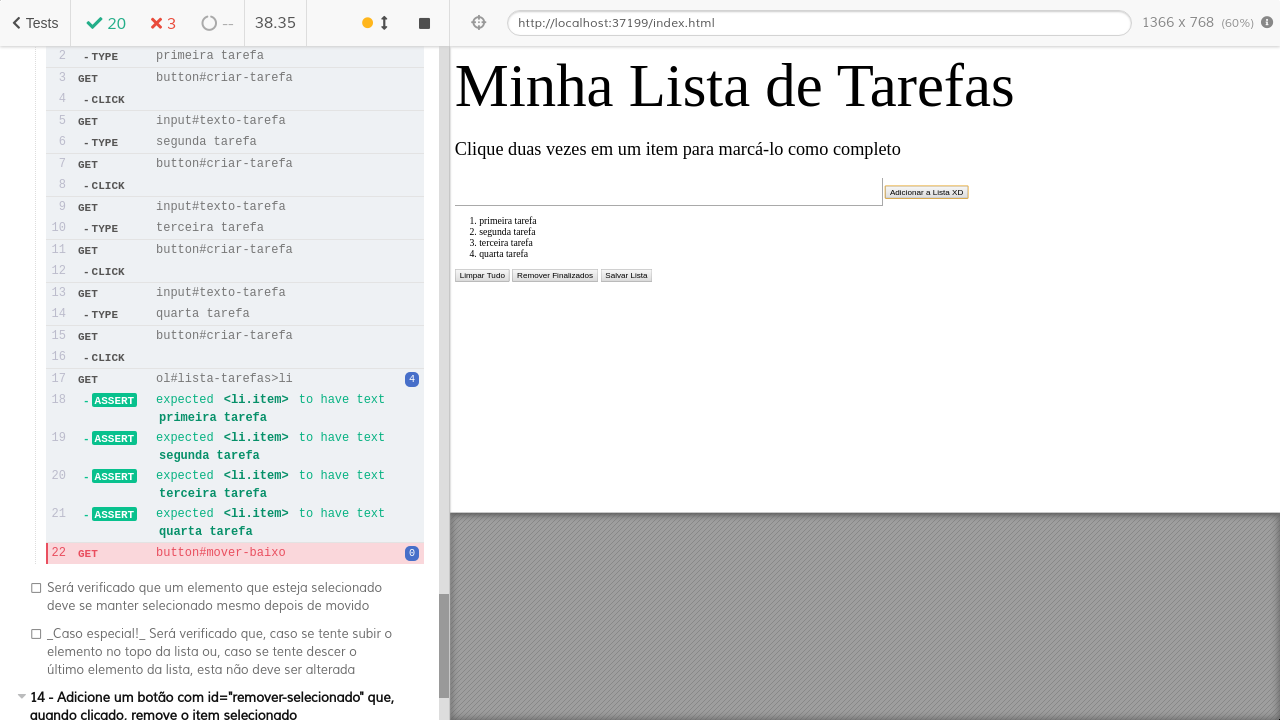 Tests 20 3 -- 38.35
http://localhost:37199/index.html 1366 x 768 (60%)
2 - TYPE primeira tarefa
3 GET button#criar-tarefa
4 - CLICK
5 GET input#texto-tarefa
6 - TYPE segunda tarefa
7 GET button#criar-tarefa
8 - CLICK
9 GET input#texto-tarefa
10 - TYPE terceira tarefa
11 GET button#criar-tarefa
12 - CLICK
13 GET input#texto-tarefa
14 - TYPE quarta tarefa
15 GET button#criar-tarefa
16 - CLICK
17 GET ol#lista-tarefas>li 4
18 - ASSERT expected <li.item> to have text
primeira tarefa
19 - ASSERT expected <li.item> to have text
segunda tarefa
20 - ASSERT expected <li.item> to have text
terceira tarefa
21 - ASSERT expected <li.item> to have text
quarta tarefa
22 GET button#mover-baixo 0
Será verificado que um elemento que esteja selecionado
deve se manter selecionado mesmo depois de movido
_Caso especial!_ Será verificado que, caso se tente subir o
elemento no topo da lista ou, caso se tente descer o
último elemento da lista, esta não deve ser alterada
14 - Adicione um botão com id="remover-selecionado" que,
quando clicado, remove o item selecionado
Minha Lista de Tarefas
Clique duas vezes em um item para marcá-lo como completo
Adicionar a Lista XD
1. primeira tarefa
2. segunda tarefa
3. terceira tarefa
4. quarta tarefa
Limpar Tudo Remover Finalizados Salvar Lista